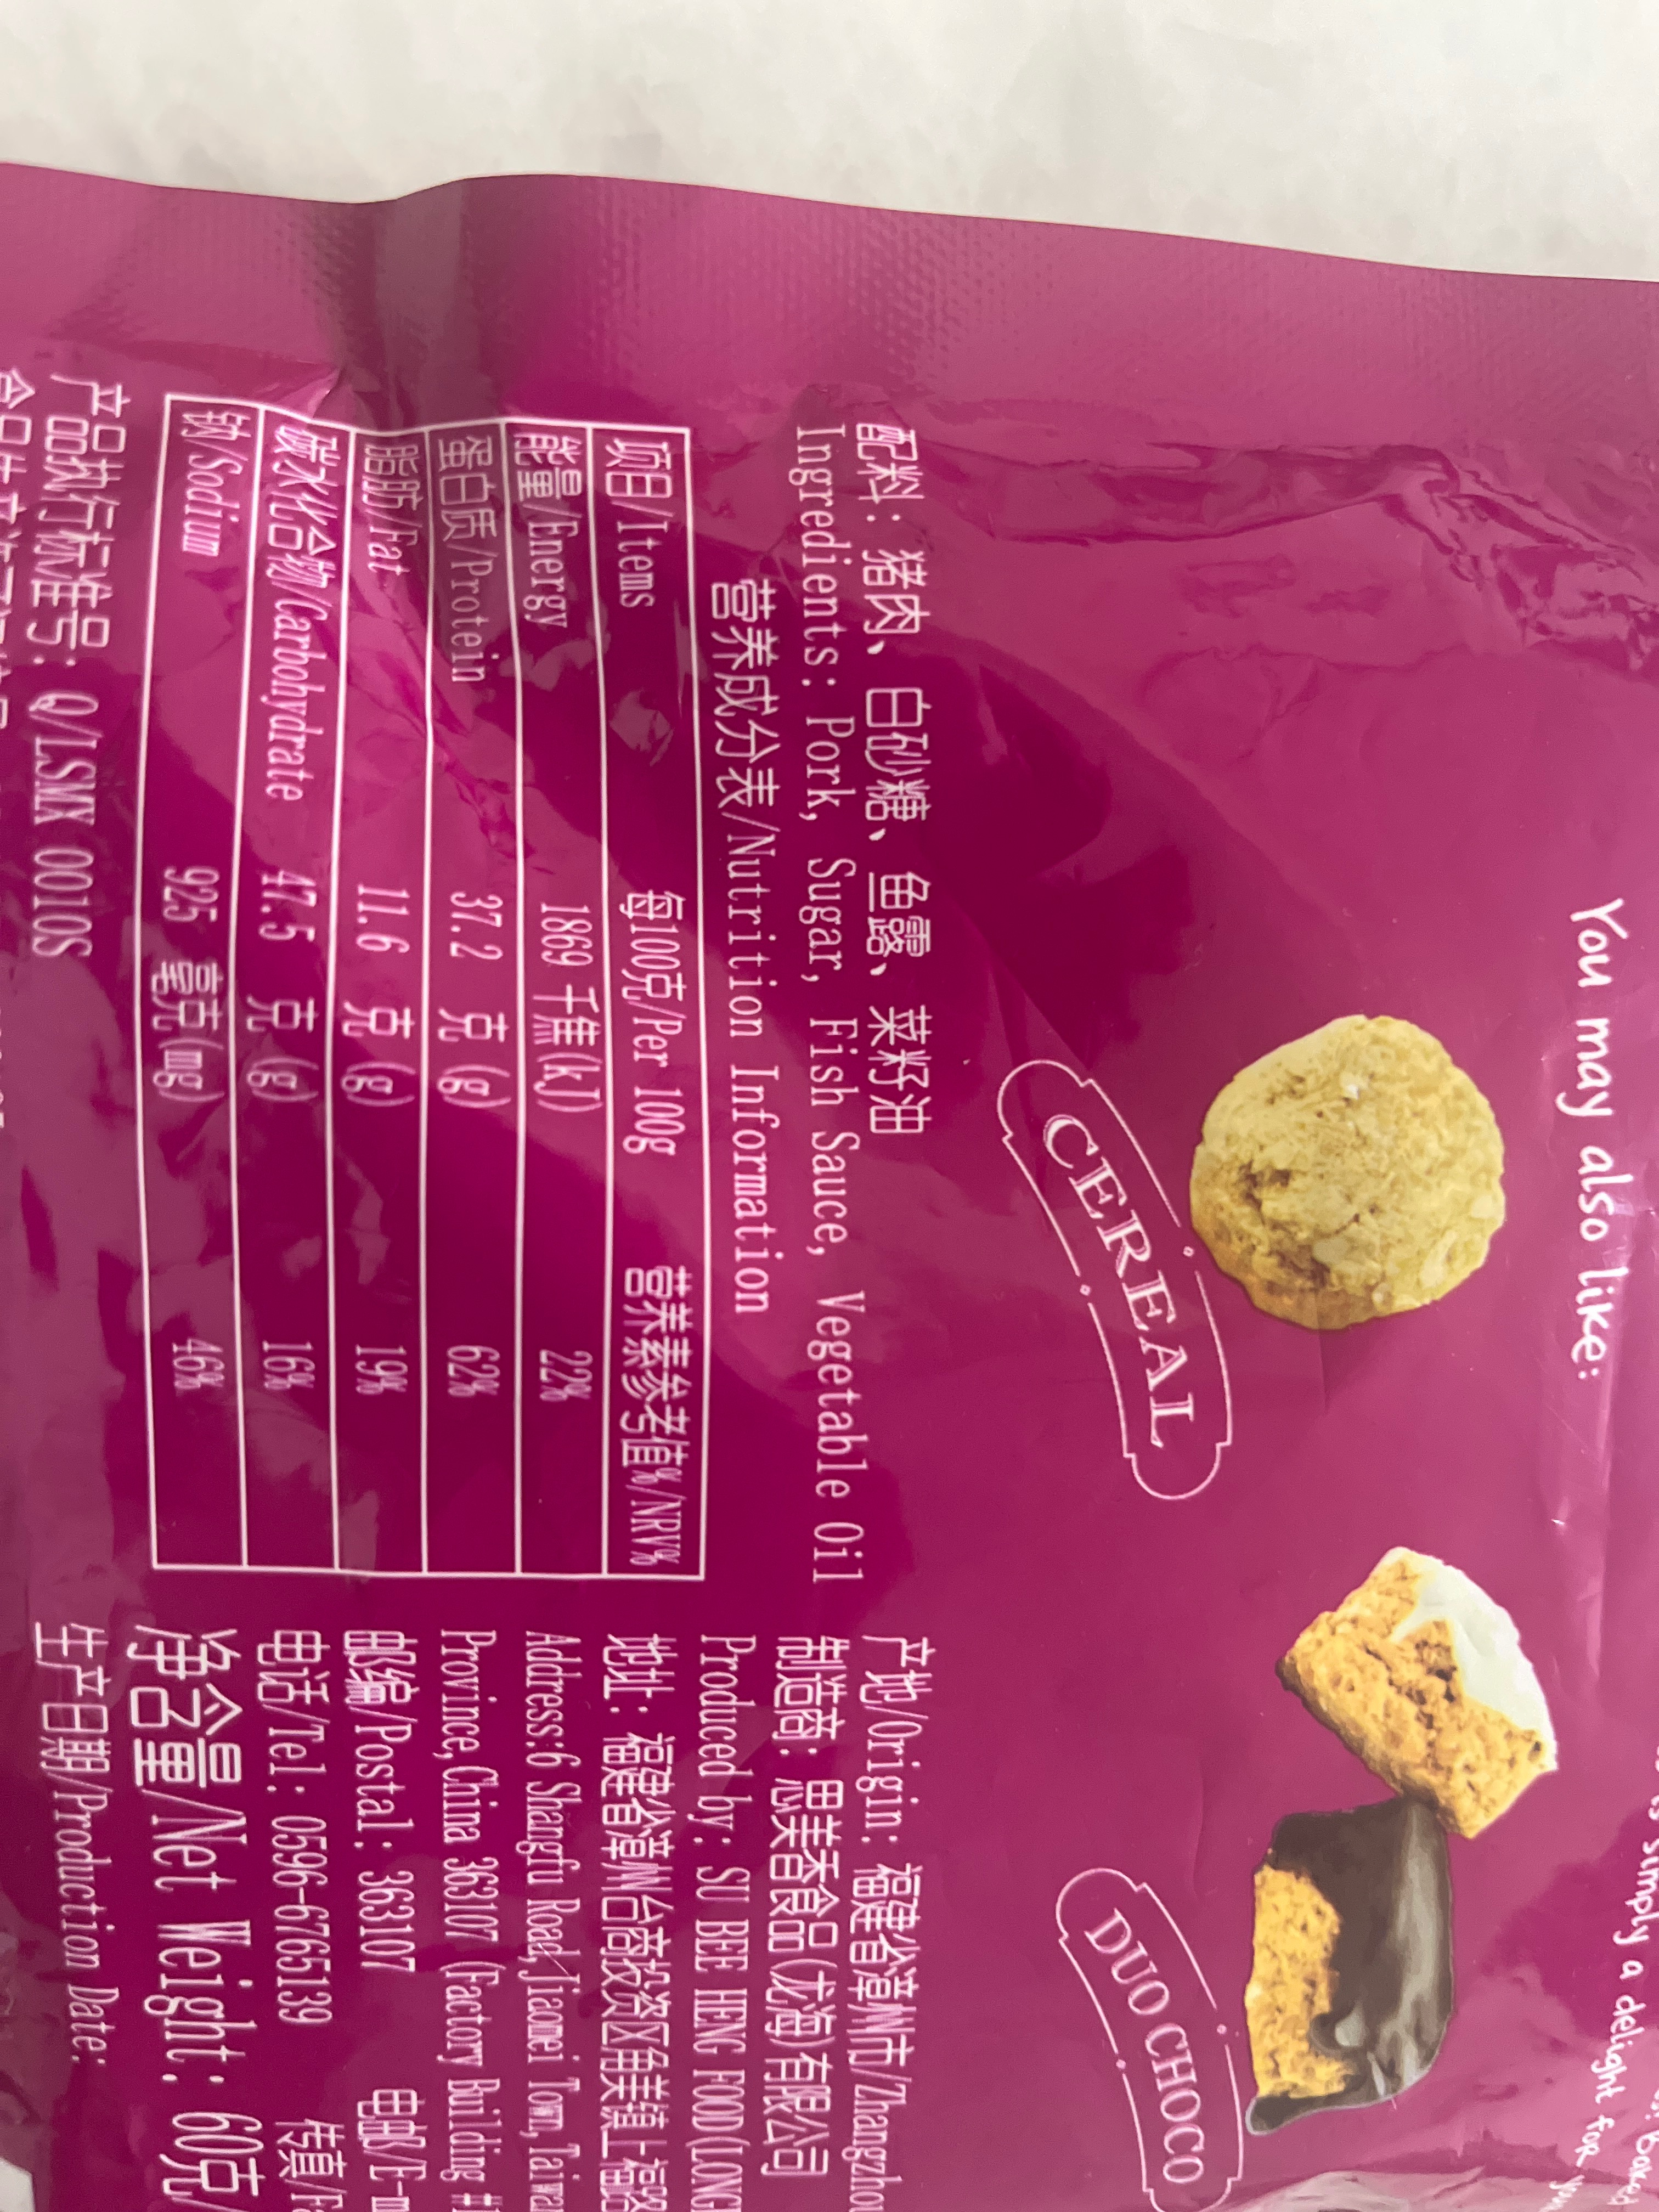 simply a delight for
You may also like:
CEREAL
DUO CHOCO
配料：猪肉、白砂糖、鱼露、菜籽油
Ingredients: Pork, Sugar, Fish Sauce, Vegetable Oil
营养成分表/Nutrition Information
项目/Items 每100克/Per 100g 营养素参考值%/NRV%
能量/Energy 1869 千焦(kJ) 22%
蛋白质/Protein 37.2 克(g) 62%
脂肪/Fat 11.6 克(g) 19%
碳水化合物/Carbohydrate 47.5 克(g) 16%
钠/Sodium 925 毫克(mg) 46%
产品执行标准号：Q/LSMX 0010S
产地/Origin：福建省漳州市/Zhangzhou
制造商：思美香食品(龙海)有限公司
Produced by: SU BEE HENG FOOD(LONG
地址：福建省漳州台商投资区角美镇上福路
Address:6 Shangfu Road,Jiaomei Town,Taiwa
Province,China 363107 (Factory Building #
邮编/Postal: 363107 电邮/E-m
电话/Tel: 0596-6765139 传真/Fa
净含量/Net Weight: 60克/
生产日期/Production Date: